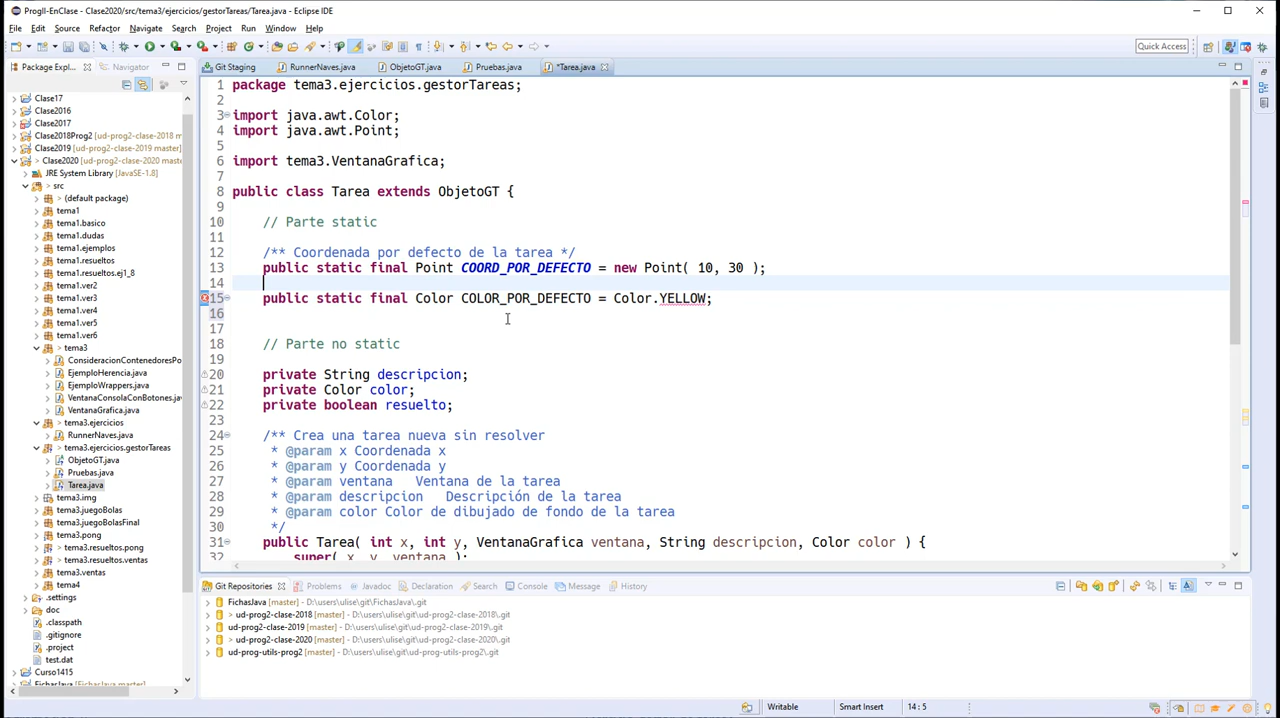 ProgII-EnClase - Clase2020/src/tema3/ejercicios/gestorTareas/Tarea.java - Eclipse IDE
File Edit Source Refactor Navigate Search Project Run Window Help
Quick Access
Package Expl... Navigator
Git Staging RunnerNaves.java ObjetoGT.java Pruebas.java *Tarea.java
Clase17
Clase2016
Clase2017
Clase2018Prog2 [ud-prog2-clase-2018 m
Clase2019 [ud-prog2-clase-2019 master]
> Clase2020 [ud-prog2-clase-2020 maste
JRE System Library [JavaSE-1.8]
> src
> (default package)
tema1
tema1.basico
tema1.dudas
tema1.ejemplos
tema1.resueltos
tema1.resueltos.ej1_8
tema1.ver2
tema1.ver3
tema1.ver4
tema1.ver5
tema1.ver6
> tema3
ConsideracionContenedoresPo
EjemploHerencia.java
EjemploWrappers.java
VentanaConsolaConBotones.jav
VentanaGrafica.java
> tema3.ejercicios
RunnerNaves.java
> tema3.ejercicios.gestorTareas
ObjetoGT.java
Pruebas.java
Tarea.java
tema3.img
tema3.juegoBolas
tema3.juegoBolasFinal
tema3.pong
> tema3.resueltos.pong
> tema3.resueltos.ventas
tema3.ventas
tema4
.settings
doc
.classpath
.gitignore
.project
test.dat
Curso1415
FichasJava [FichasJava master]
1 package tema3.ejercicios.gestorTareas;
2
3 import java.awt.Color;
4 import java.awt.Point;
5
6 import tema3.VentanaGrafica;
7
8 public class Tarea extends ObjetoGT {
9
10 // Parte static
11
12 /** Coordenada por defecto de la tarea */
13 public static final Point COORD_POR_DEFECTO = new Point( 10, 30 );
14
15 public static final Color COLOR_POR_DEFECTO = Color.YELLOW;
16
17
18 // Parte no static
19
20 private String descripcion;
21 private Color color;
22 private boolean resuelto;
23
24 /** Crea una tarea nueva sin resolver
25 * @param x Coordenada x
26 * @param y Coordenada y
27 * @param ventana Ventana de la tarea
28 * @param descripcion Descripción de la tarea
29 * @param color Color de dibujado de fondo de la tarea
30 */
31 public Tarea( int x, int y, VentanaGrafica ventana, String descripcion, Color color ) {
32 super( x, y, ventana );
Git Repositories Problems Javadoc Declaration Search Console Message History
FichasJava [master] - D:\users\ulise\git\FichasJava\.git
> ud-prog2-clase-2018 [master] - D:\users\ulise\git\ud-prog2-clase-2018\.git
ud-prog2-clase-2019 [master] - D:\users\ulise\git\ud-prog2-clase-2019\.git
> ud-prog2-clase-2020 [master] - D:\users\ulise\git\ud-prog2-clase-2020\.git
ud-prog-utils-prog2 [master] - D:\users\ulise\git\ud-prog-utils-prog2\.git
Writable Smart Insert 14 : 5